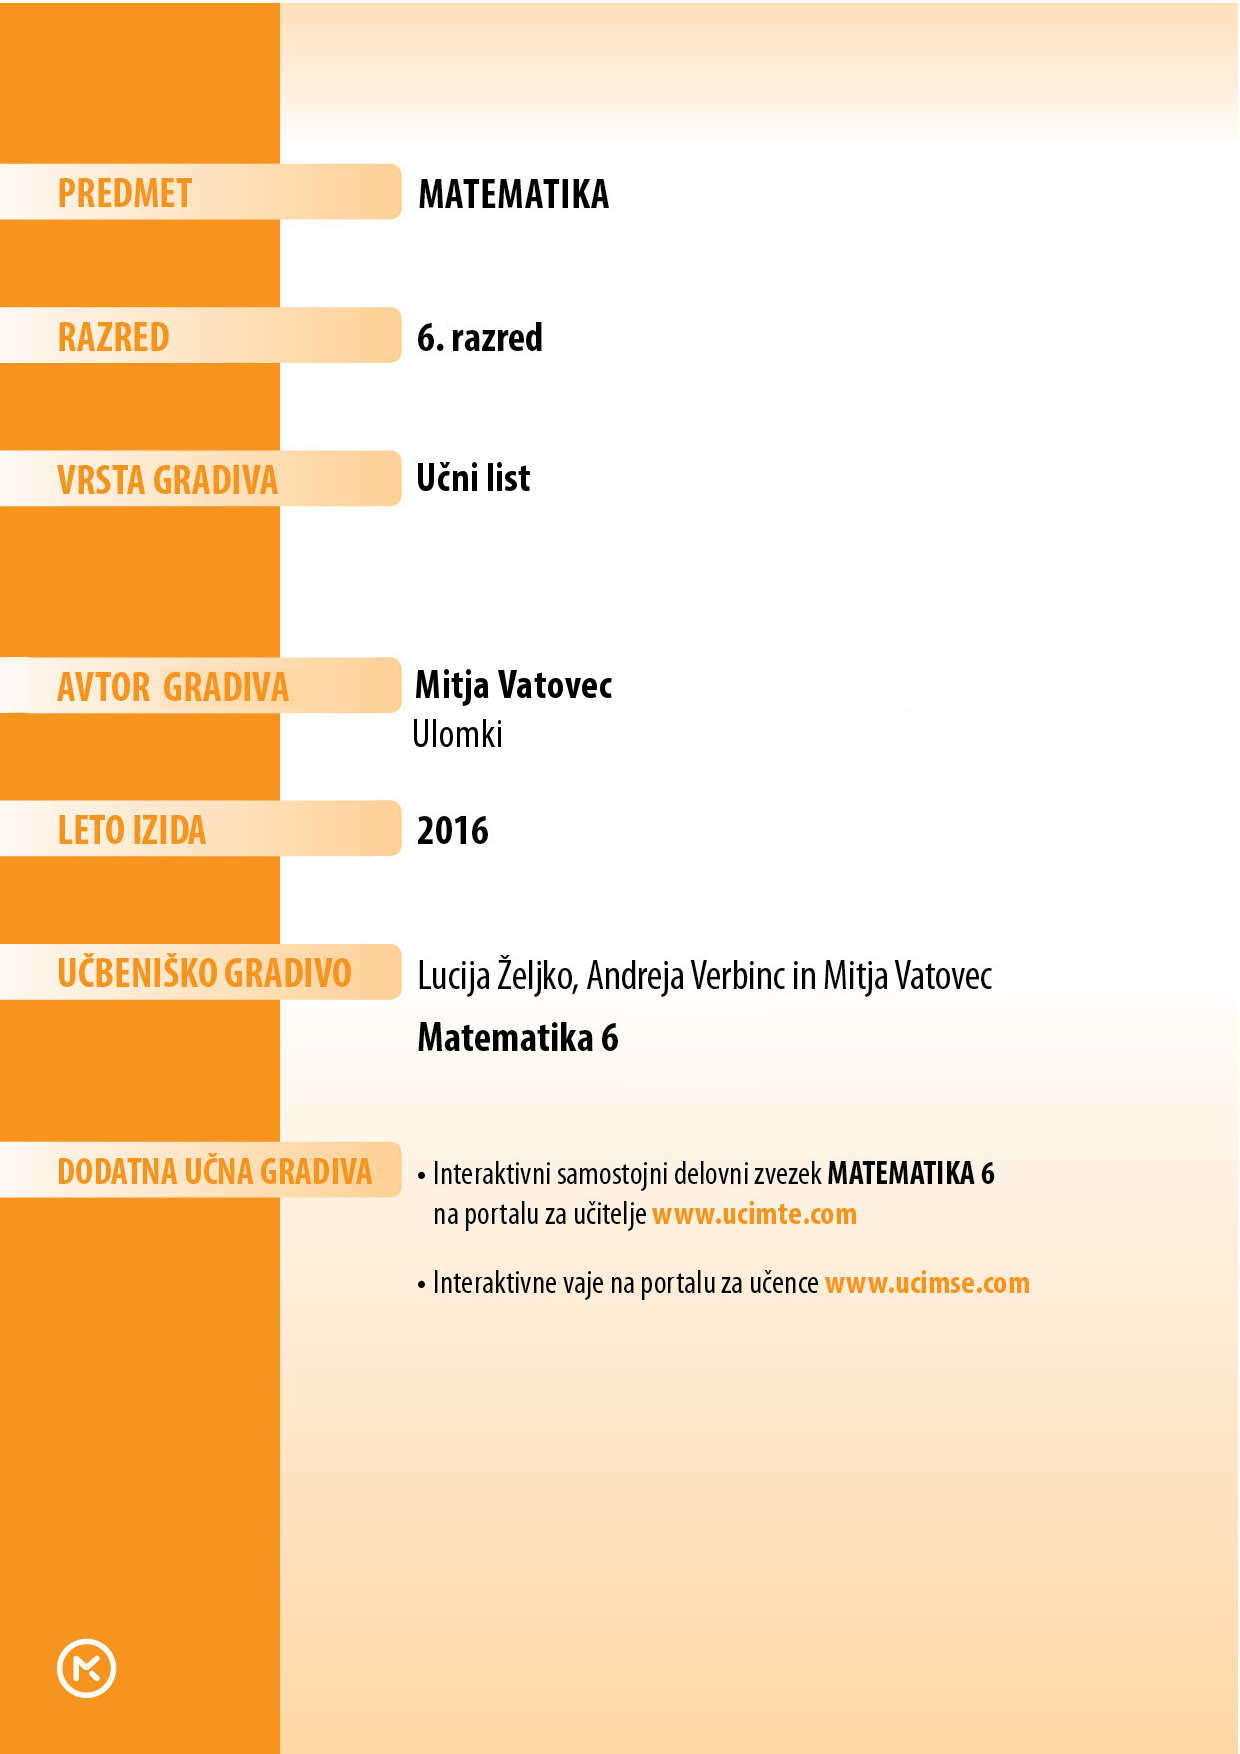 PREDMET MATEMATIKA
RAZRED 6. razred
VRSTA GRADIVA Učni list
AVTOR GRADIVA Mitja Vatovec
Ulomki
LETO IZIDA 2016
UČBENIŠKO GRADIVO Lucija Željko, Andreja Verbinc in Mitja Vatovec
Matematika 6
DODATNA UČNA GRADIVA • Interaktivni samostojni delovni zvezek MATEMATIKA 6
na portalu za učitelje www.ucimte.com
• Interaktivne vaje na portalu za učence www.ucimse.com